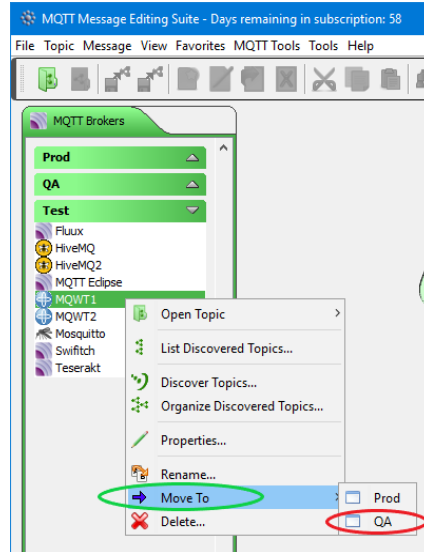 MQTT Message Editing Suite - Days remaining in subscription: 58
File Topic Message View Favorites MQTT Tools Tools Help
MQTT Brokers
Prod
QA
Test
Fluux
HiveMQ
HiveMQ2
MQTT Eclipse
MQWT1
MQWT2
Mosquitto
Swifitch
Teserakt
Open Topic
List Discovered Topics...
Discover Topics...
Organize Discovered Topics...
Properties...
Rename...
Move To
Delete...
Prod
QA